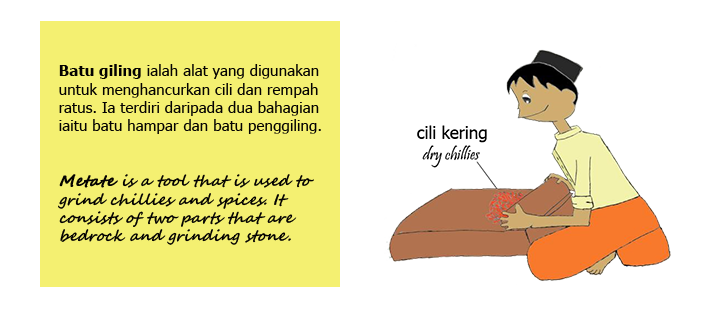 Batu giling ialah alat yang digunakan
untuk menghancurkan cili dan rempah
ratus. Ia terdiri daripada dua bahagian
iaitu batu hampar dan batu penggiling.
Metate is a tool that is used to
grind chillies and spices. It
consists of two parts that are
bedrock and grinding stone.
cili kering
dry chillies